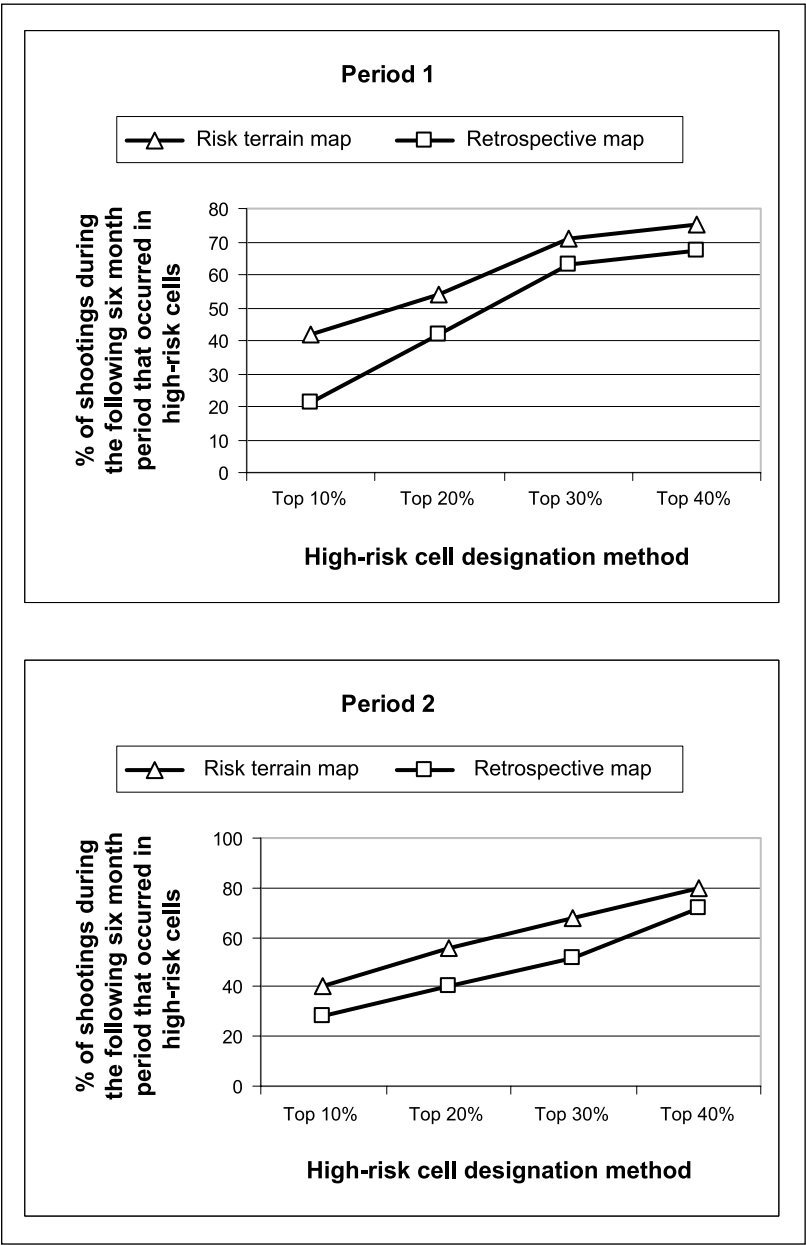 Period 1
Risk terrain map
Retrospective map
% of shootings during
the following six month
period that occurred in
high-risk cells
80
70
60
50
40
30
20
10
0
Top 10%
Top 20%
Top 30%
Top 40%
High-risk cell designation method
Period 2
Risk terrain map
Retrospective map
% of shootings during
the following six month
period that occurred in
high-risk cells
100
80
60
40
20
0
Top 10%
Top 20%
Top 30%
Top 40%
High-risk cell designation method